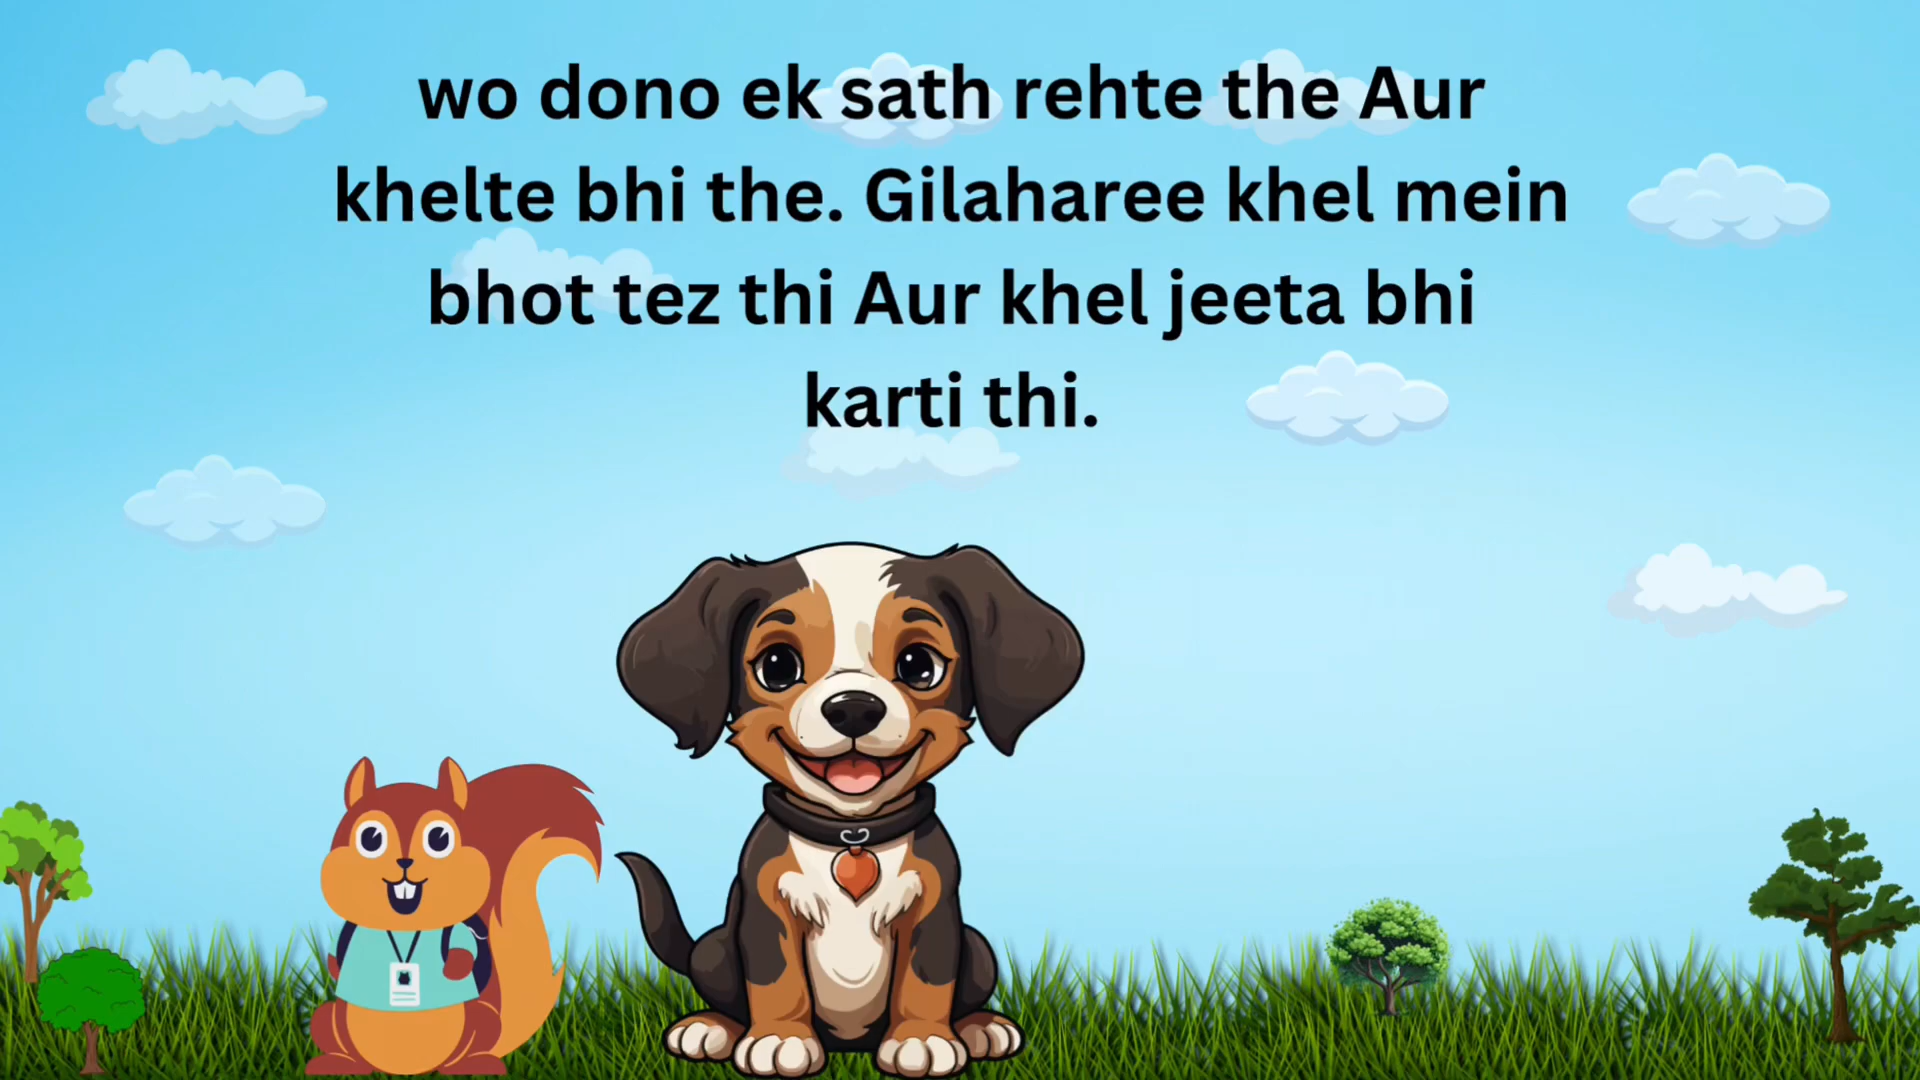 wo dono ek sath rehte the Aur
khelte bhi the. Gilaharee khel mein
bhot tez thi Aur khel jeeta bhi
karti thi.